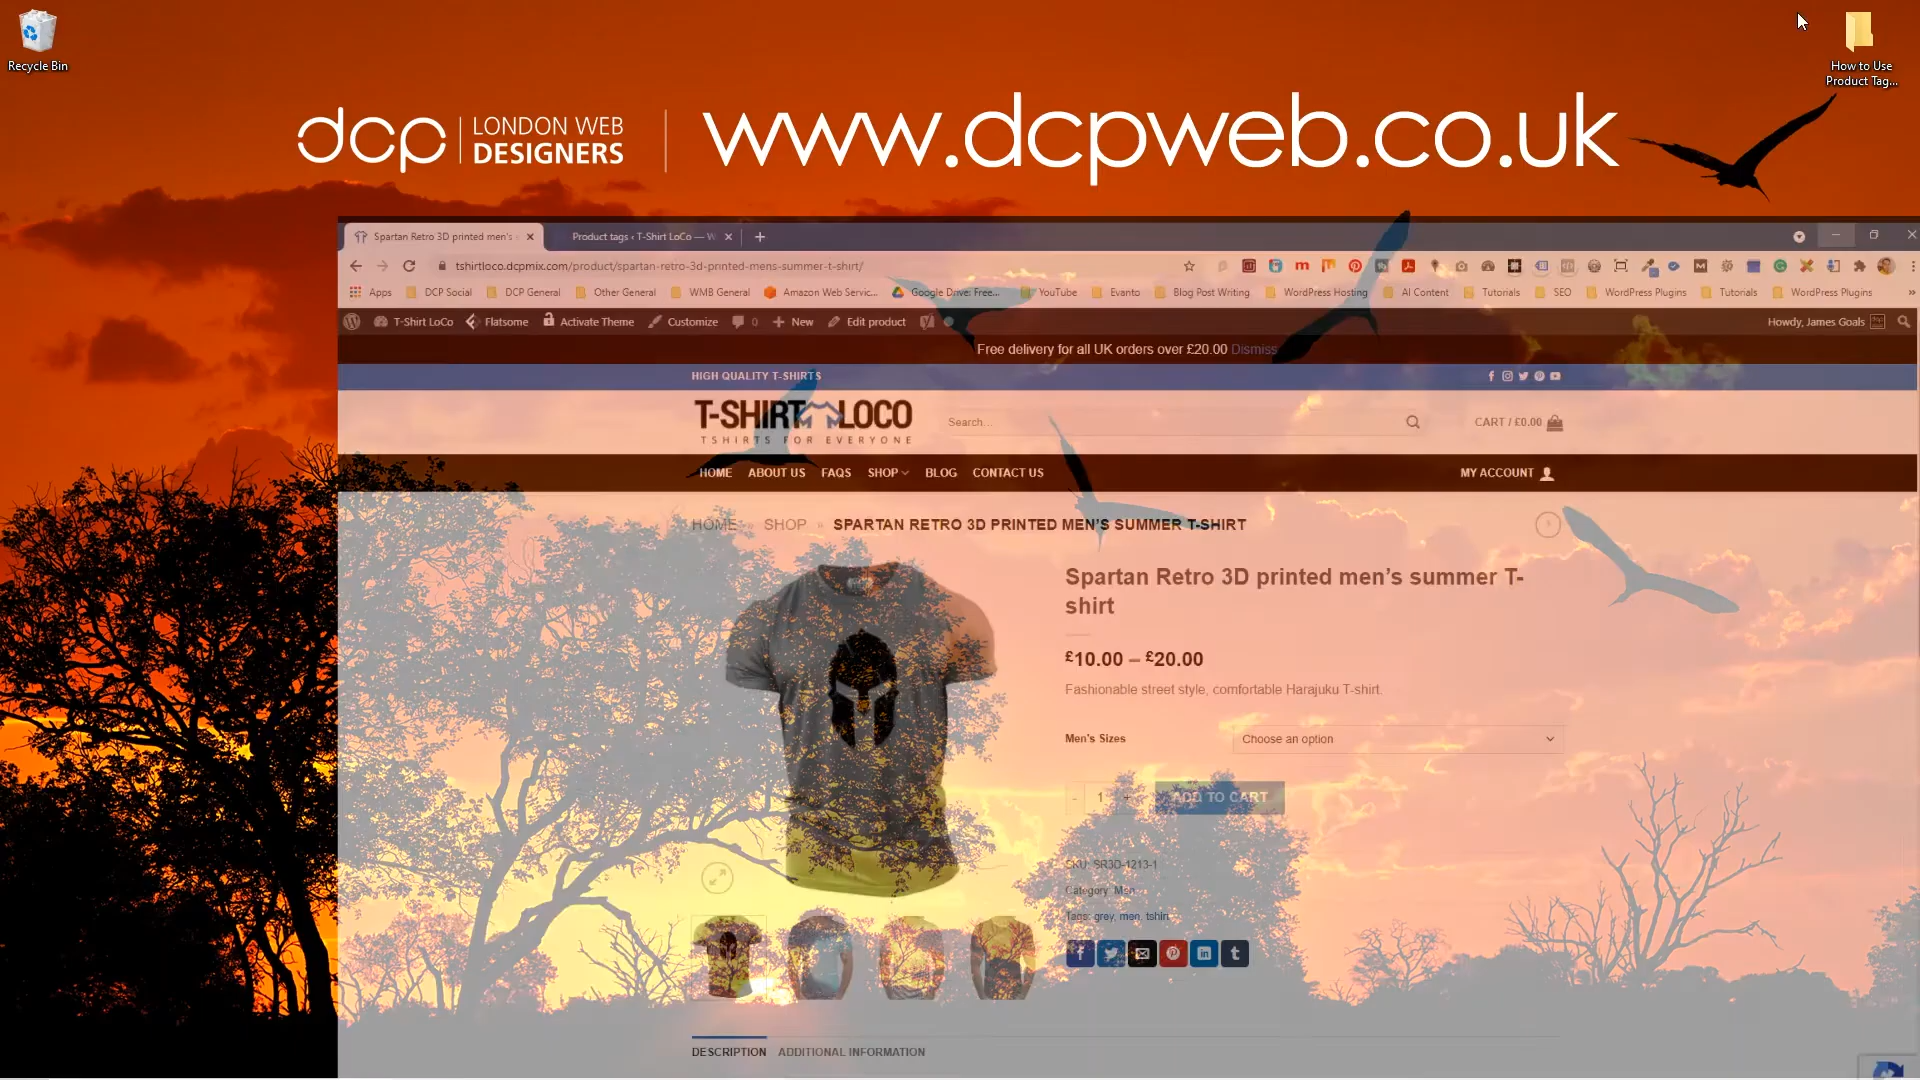 Recycle Bin
How to Use
Product Tag...
dcp LONDON WEB
DESIGNERS
www.dcpweb.co.uk
Spartan Retro 3D printed men's
Product tags ‹ T-Shirt LoCo — W
tshirtloco.dcpmix.com/product/spartan-retro-3d-printed-mens-summer-t-shirt/
Apps DCP Social DCP General Other General WMB General Amazon Web Servic... Google Drive: Free... YouTube Evanto Blog Post Writing WordPress Hosting AI Content Tutorials SEO WordPress Plugins Tutorials WordPress Plugins »
T-Shirt LoCo Flatsome Activate Theme Customize 0 New Edit product Howdy, James Goals
Free delivery for all UK orders over £20.00 Dismiss
HIGH QUALITY T-SHIRTS
T-SHIRT LOCO
TSHIRTS FOR EVERYONE
Search...
CART / £0.00
HOME ABOUT US FAQS SHOP BLOG CONTACT US MY ACCOUNT
HOME » SHOP » SPARTAN RETRO 3D PRINTED MEN'S SUMMER T-SHIRT
Spartan Retro 3D printed men's summer T-
shirt
£10.00 – £20.00
Fashionable street style, comfortable Harajuku T-shirt.
Men's Sizes
Choose an option
- 1 +
ADD TO CART
SKU: SR3D-1213-1
Category: Men
Tags: grey, men, tshirt
DESCRIPTION ADDITIONAL INFORMATION